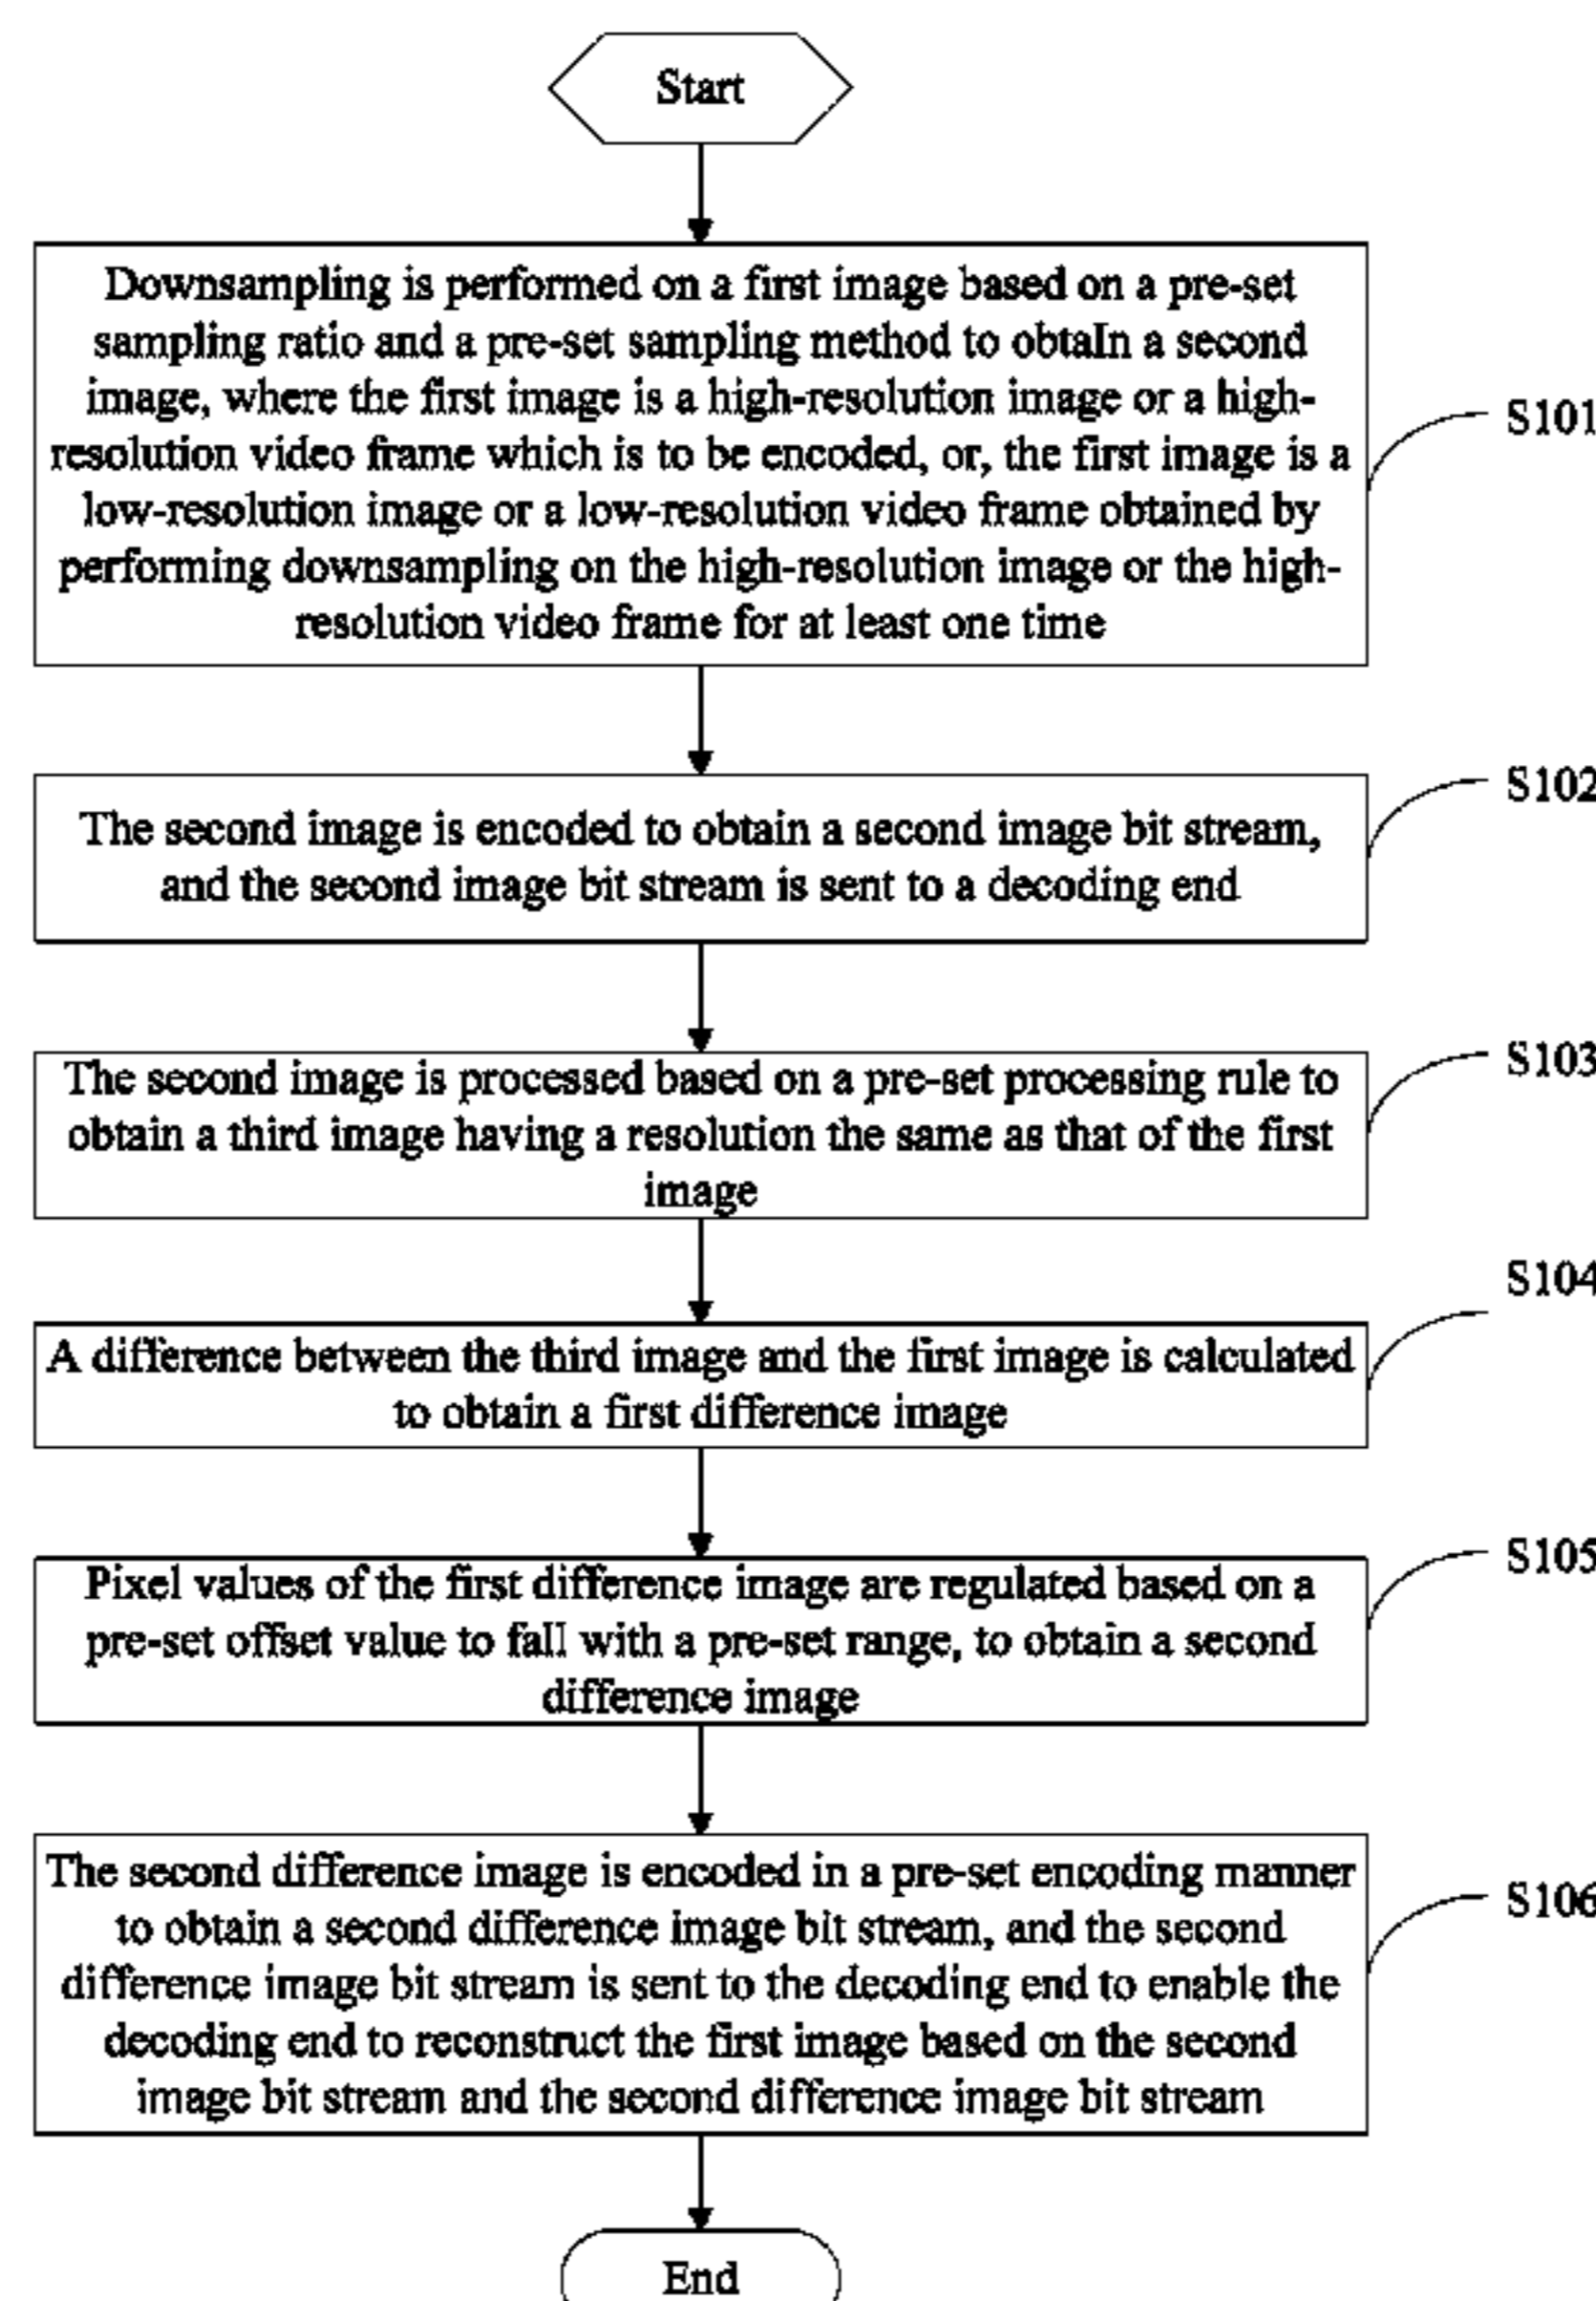 Start
Downsampling is performed on a first image based on a pre-set
sampling ratio and a pre-set sampling method to obtaIn a second
image, where the first image is a high-resolution image or a high-
resolution video frame which is to be encoded, or, the first image is a
low-resolution image or a low-resolution video frame obtained by
performing downsampling on the high-resolution image or the high-
resolution video frame for at least one time
S101
The second image is encoded to obtain a second image bit stream,
and the second image bit stream is sent to a decoding end
S102
The second image is processed based on a pre-set processing rule to
obtain a third image having a resolution the same as that of the first
image
S103
A difference between the third image and the first image is calculated
to obtain a first difference image
S104
Pixel values of the first difference image are regulated based on a
pre-set offset value to fall with a pre-set range, to obtain a second
difference image
S105
The second difference image is encoded in a pre-set encoding manner
to obtain a second difference image bit stream, and the second
difference image bit stream is sent to the decoding end to enable the
decoding end to reconstruct the first image based on the second
image bit stream and the second difference image bit stream
S106
End